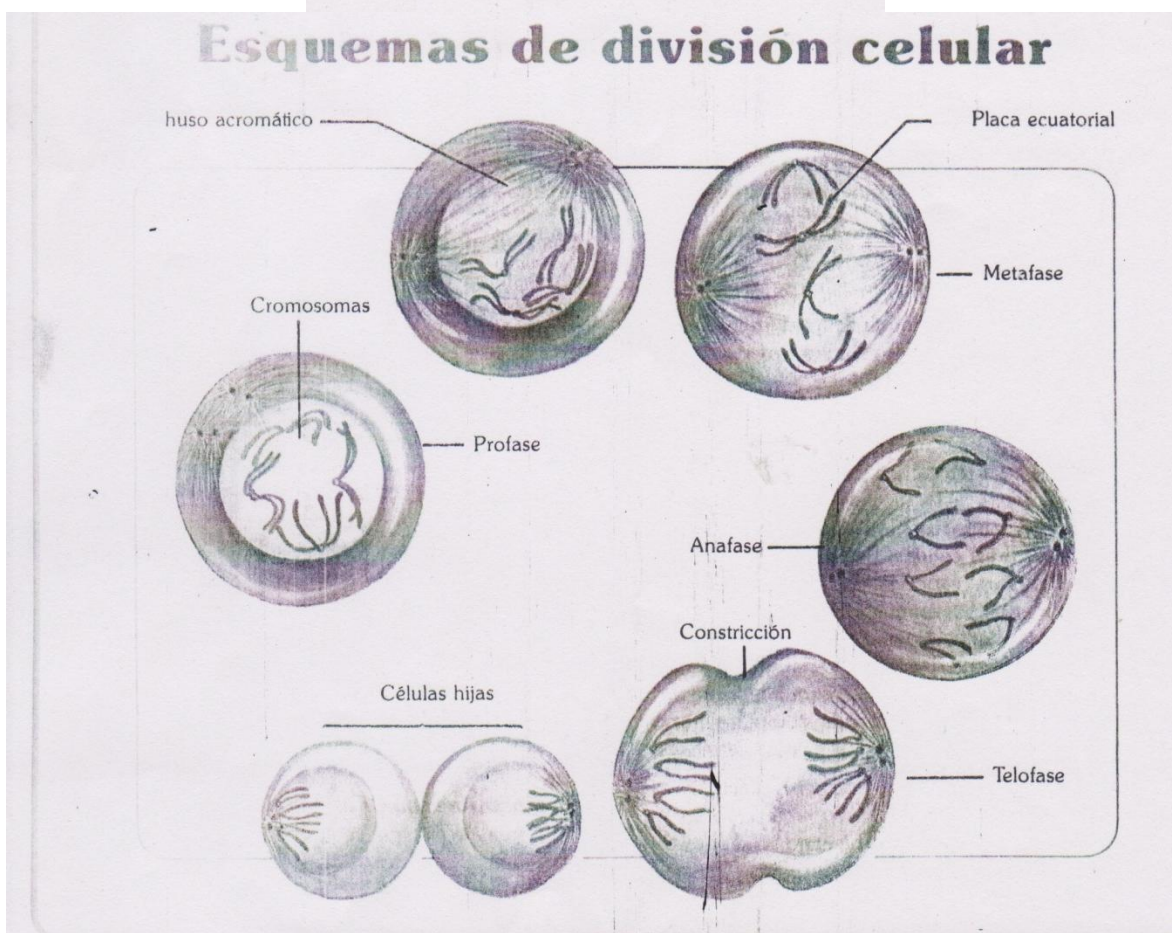 Esquemas de división celular
huso acromático
Placa ecuatorial
Metafase
Cromosomas
Profase
Anafase
Constricción
Células hijas
Telofase